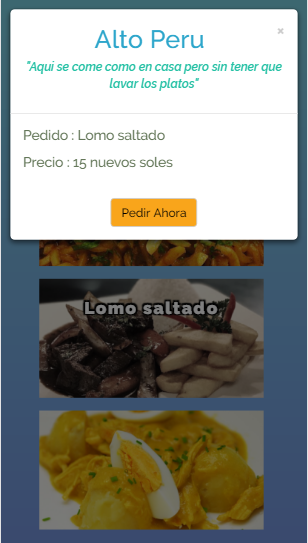 Alto Peru
×
"Aqui se come como en casa pero sin tener que
lavar los platos"
Pedido : Lomo saltado
Precio : 15 nuevos soles
Pedir Ahora
Lomo saltado